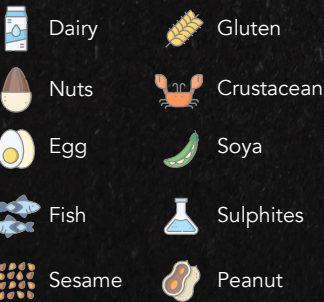 Dairy
Gluten
Nuts
Crustacean
Egg
Soya
Fish
Sulphites
Sesame
Peanut